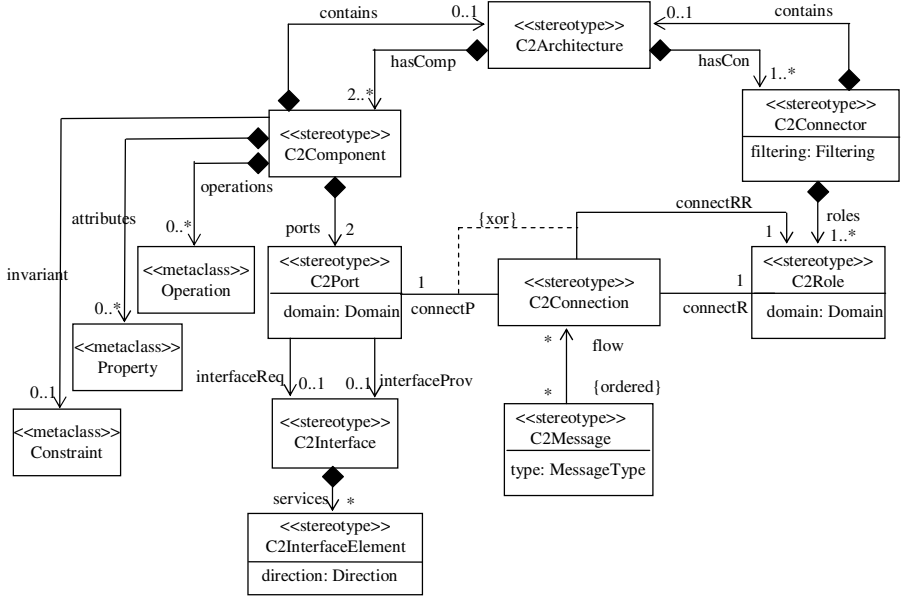 contains
0..1
<<stereotype>>
C2Architecture
0..1
contains
hasComp
hasCon
2..*
1..*
<<stereotype>>
C2Component
<<stereotype>>
C2Connector
filtering: Filtering
operations
attributes
connectRR
roles
ports
2
{xor}
0..*
1
1..*
invariant
<<metaclass>>
Operation
<<stereotype>>
C2Port
domain: Domain
1
connectP
<<stereotype>>
C2Connection
1
connectR
<<stereotype>>
C2Role
domain: Domain
0..*
<<metaclass>>
Property
*
flow
interfaceReq
0..1
0..1
interfaceProv
0..1
*
{ordered}
<<metaclass>>
Constraint
<<stereotype>>
C2Interface
<<stereotype>>
C2Message
type: MessageType
services
*
<<stereotype>>
C2InterfaceElement
direction: Direction